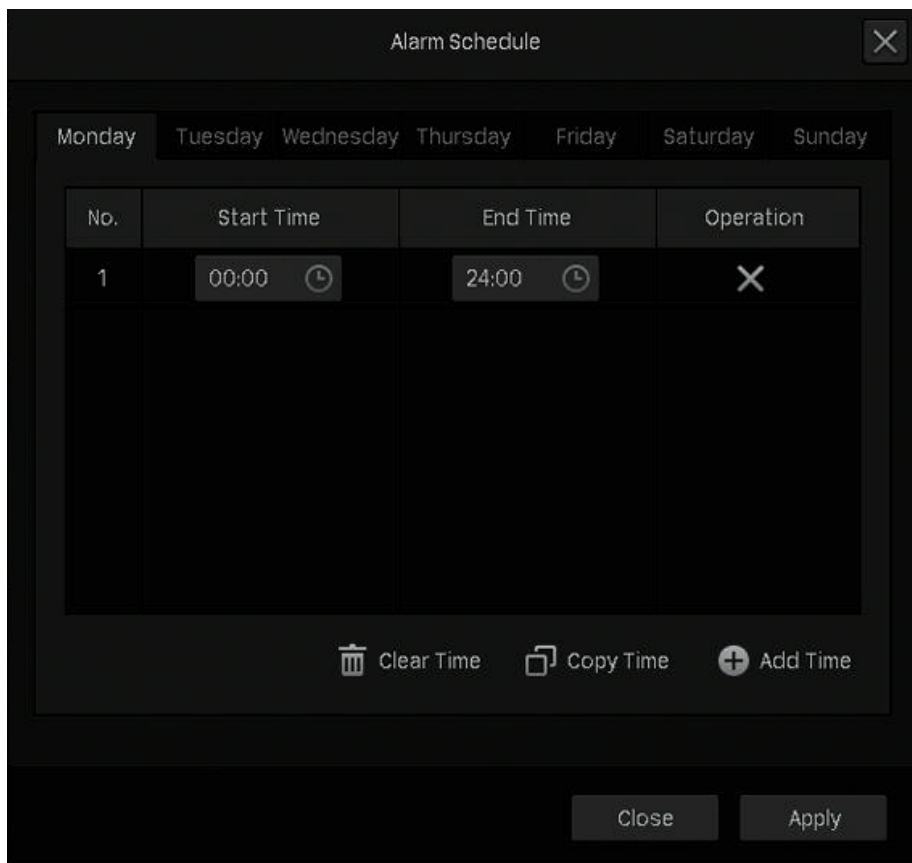 Alarm Schedule
Monday Tuesday Wednesday Thursday Friday Saturday Sunday
No. Start Time End Time Operation
1 00:00 24:00
Clear Time Copy Time Add Time
Close Apply